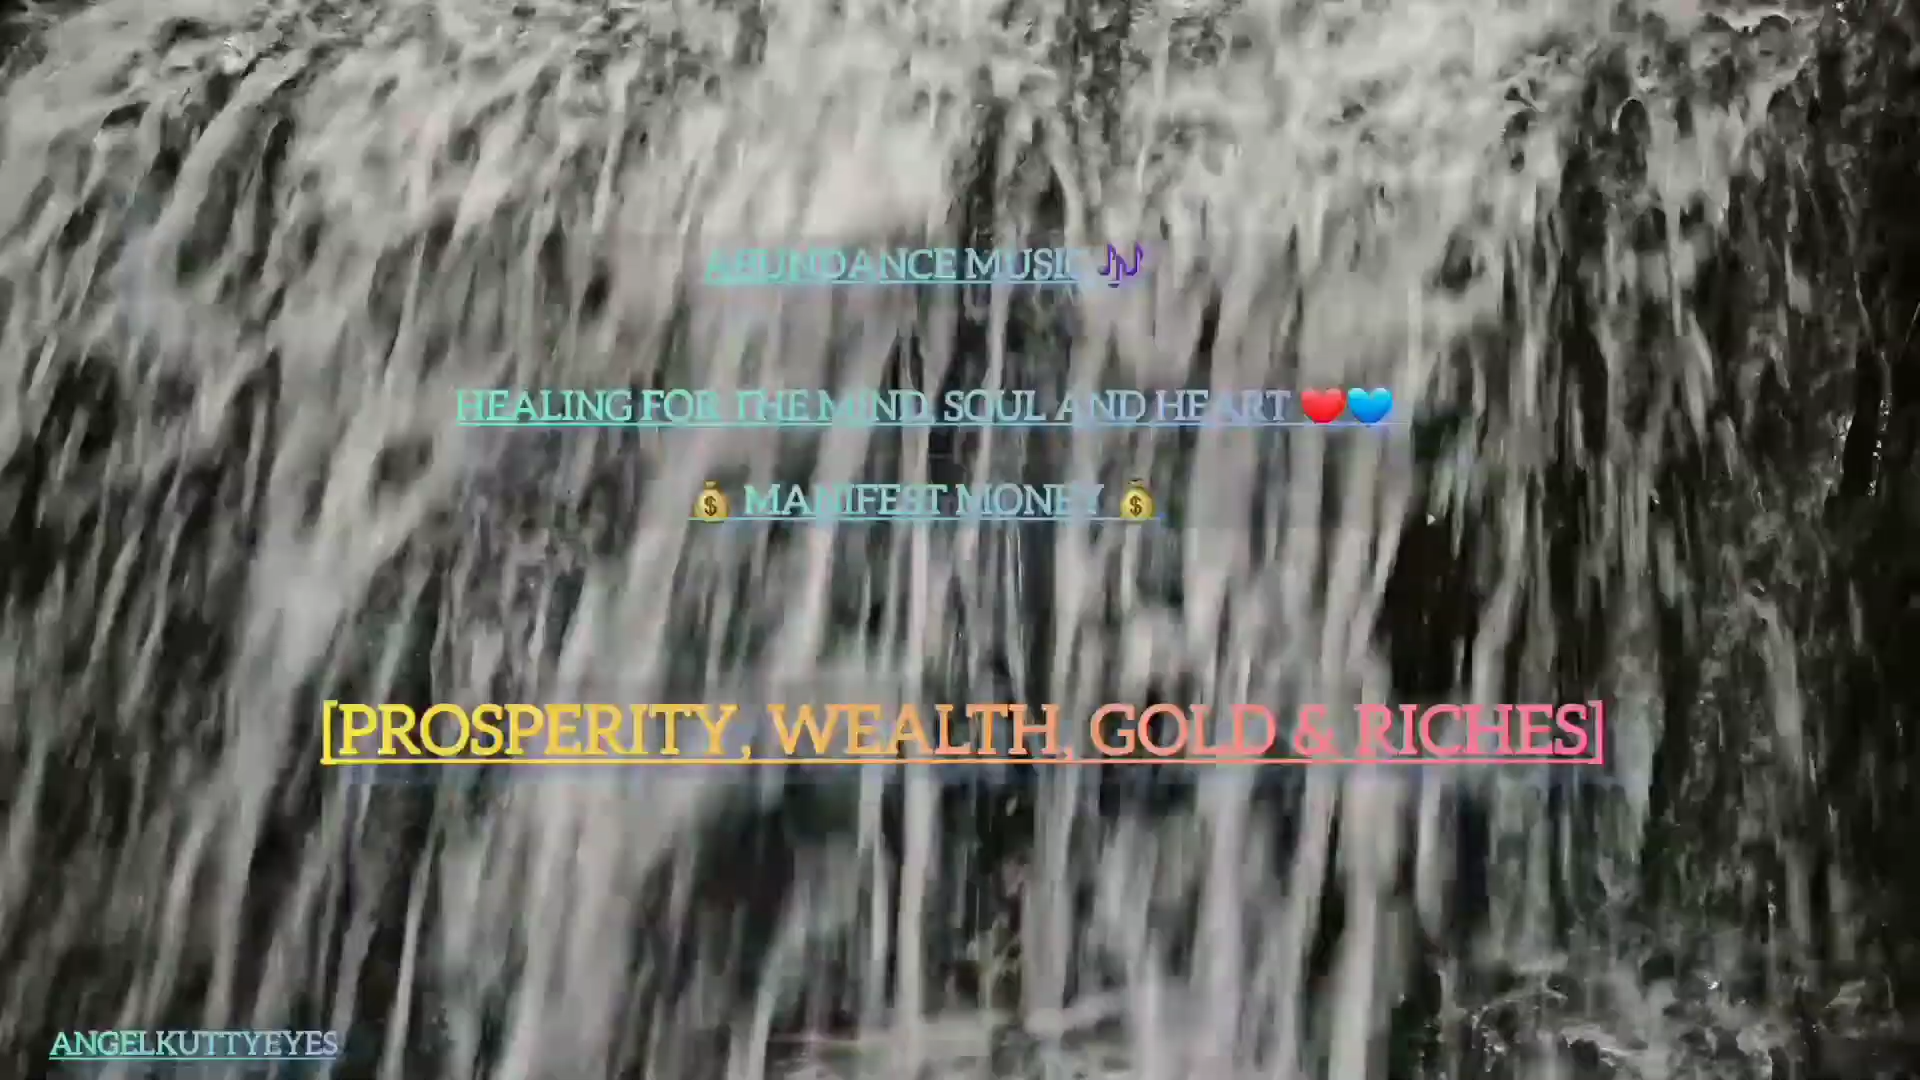 ABUNDANCE MUSIC 🎶
HEALING FOR THE MIND, SOUL AND HEART ❤️💙
💰 MANIFEST MONEY 💰
[PROSPERITY, WEALTH, GOLD & RICHES]
ANGELKUTTYEYES